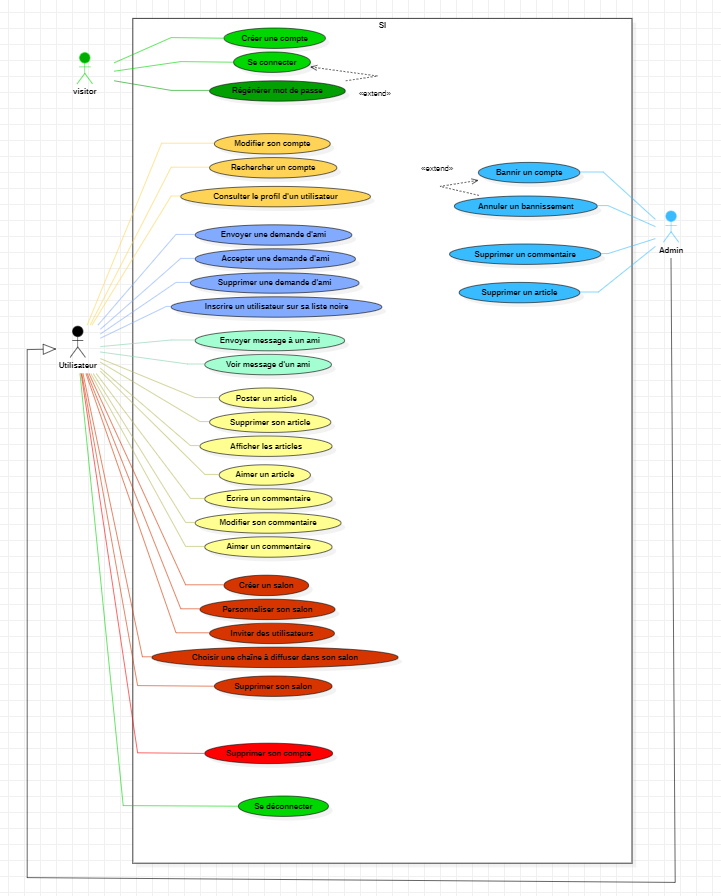 SI
Créer une compte
Se connecter
Régénérer mot de passe
«extend»
visitor
Modifier son compte
Rechercher un compte
Consulter le profil d'un utilisateur
«extend»
Bannir un compte
Annuler un bannissement
Supprimer un commentaire
Supprimer un article
Admin
Envoyer une demande d'ami
Accepter une demande d'ami
Supprimer une demande d'ami
Inscrire un utilisateur sur sa liste noire
Envoyer message à un ami
Voir message d'un ami
Utilisateur
Poster un article
Supprimer son article
Afficher les articles
Aimer un article
Ecrire un commentaire
Modifier son commentaire
Aimer un commentaire
Créer un salon
Personnaliser son salon
Inviter des utilisateurs
Choisir une chaîne à diffuser dans son salon
Supprimer son salon
Supprimer son compte
Se déconnecter